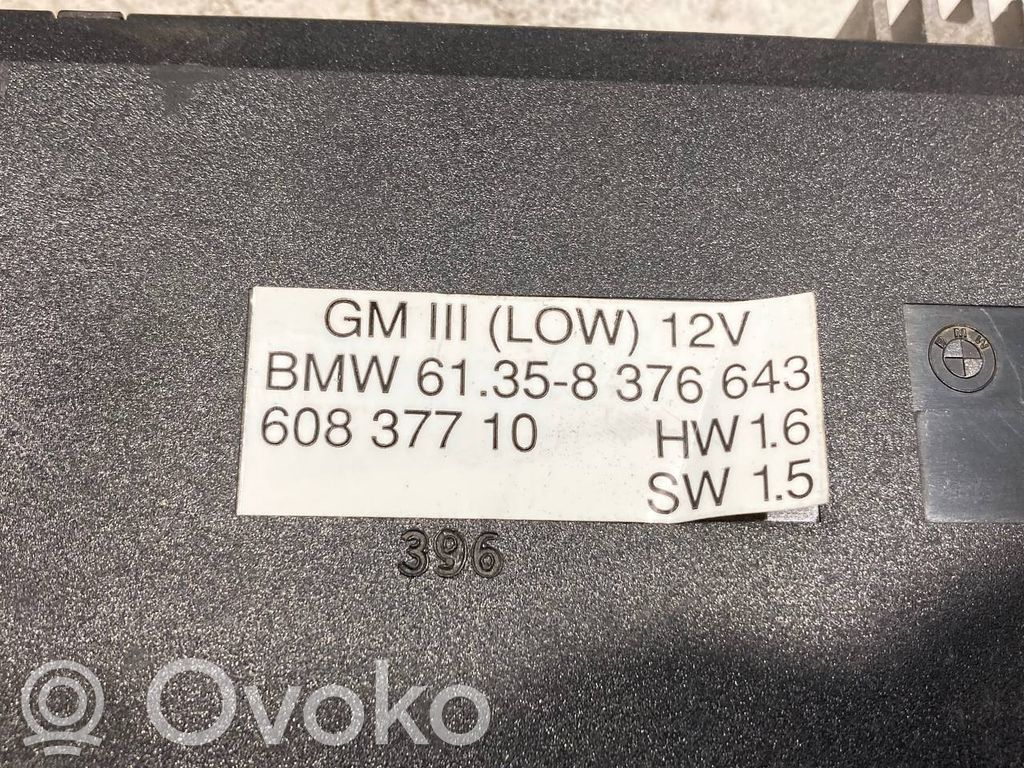 GM III (LOW) 12V
BMW 61.35-8 376 643
608 377 10 HW 1.6
SW 1.5
BMW
396
Ovoko